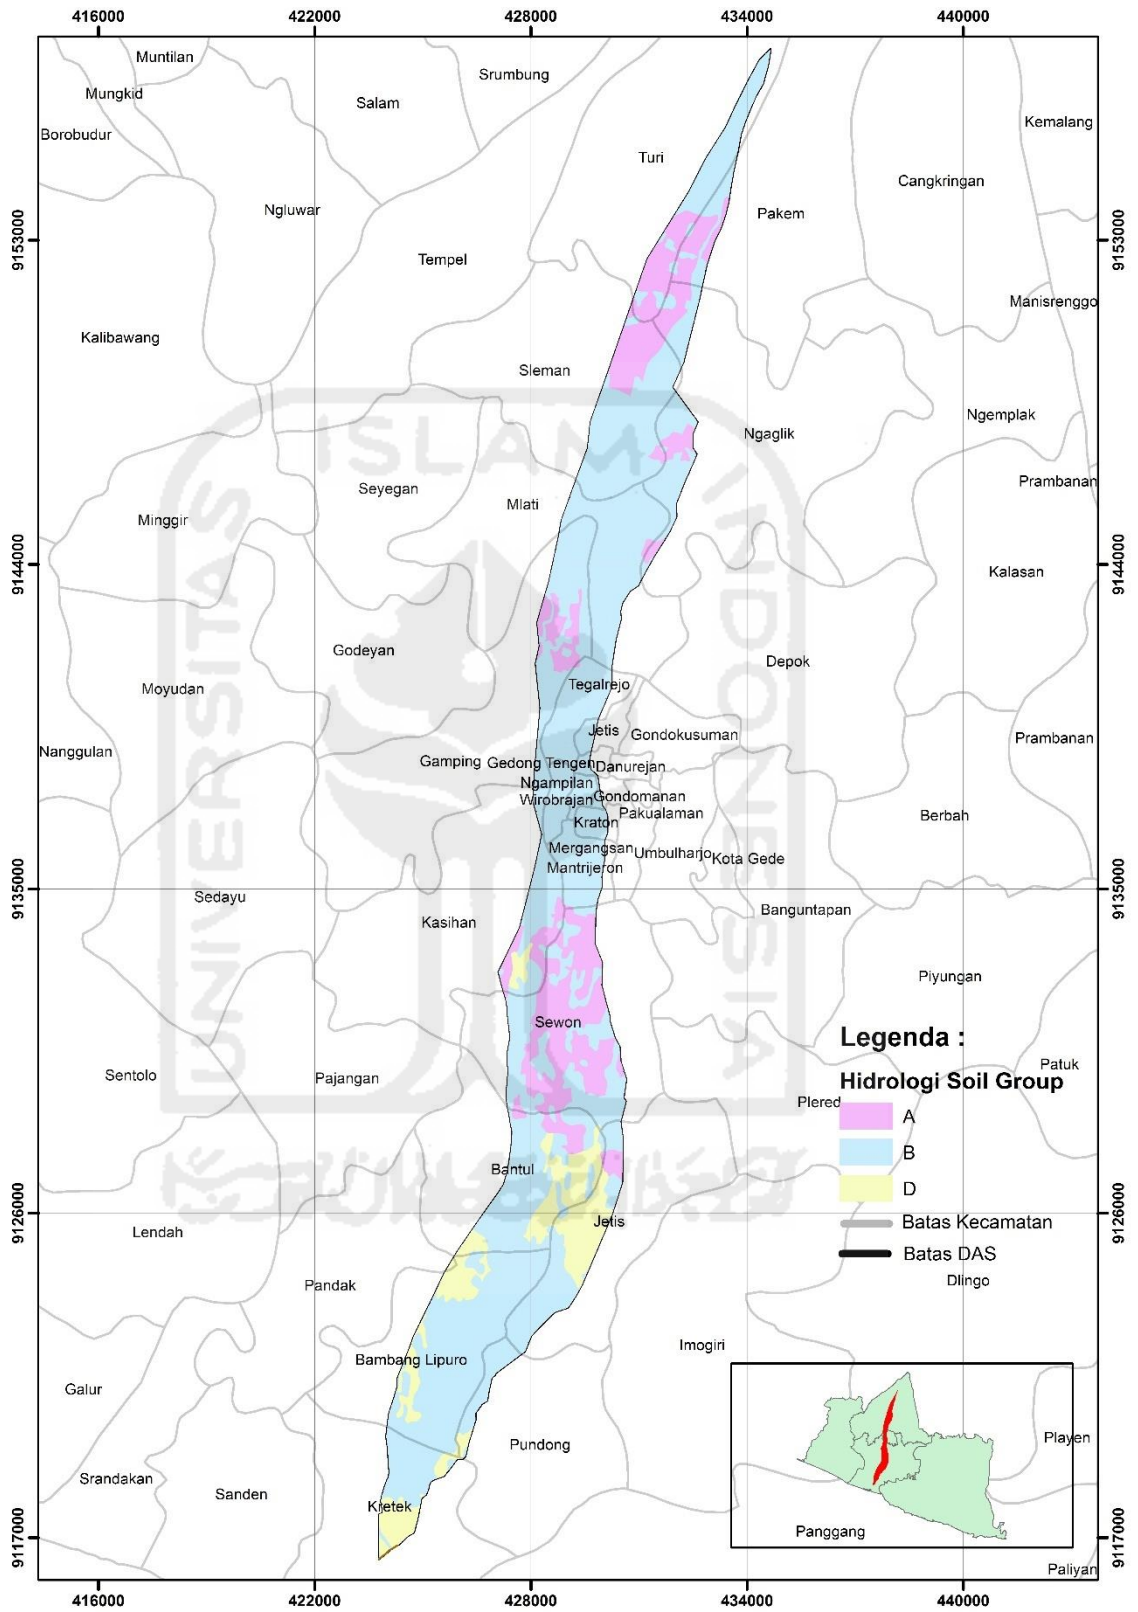 416000 422000 428000 434000 440000
Muntilan
Srumbung
Mungkid
Salam
Kemalang
Borobudur
Turi
Cangkringan
Ngluwar
Pakem
9153000
9153000
Tempel
Manisrenggo
Kalibawang
Sleman
Ngemplak
Ngaglik
ISLAM
Prambanan
Seyegan
Mlati
Minggir
9144000
9144000
Kalasan
UNIVERSITAS
INDONESIA
Godeyan
Depok
Moyudan
Tegalrejo
Jetis
Gondokusuman
Nanggulan
Prambanan
Gamping
Gedong Tengen
Danurejan
Ngampilan
Wirobrajan
Gondomanan
Pakualaman
Berbah
Kraton
Mergangsan
Umbulharjo
Kota Gede
Mantrijeron
9135000
9135000
Sedayu
Kasihan
Banguntapan
Piyungan
Sewon
Legenda :
Patuk
Sentolo
Pajangan
Hidrologi Soil Group
Plered
A
B
Bantul
D
9126000
9126000
Jetis
Batas Kecamatan
Lendah
Batas DAS
Dlingo
Pandak
Imogiri
Bambang Lipuro
Galur
Playen
Pundong
Srandakan
Sanden
Kretek
Panggang
9117000
9117000
Paliyan
416000 422000 428000 434000 440000